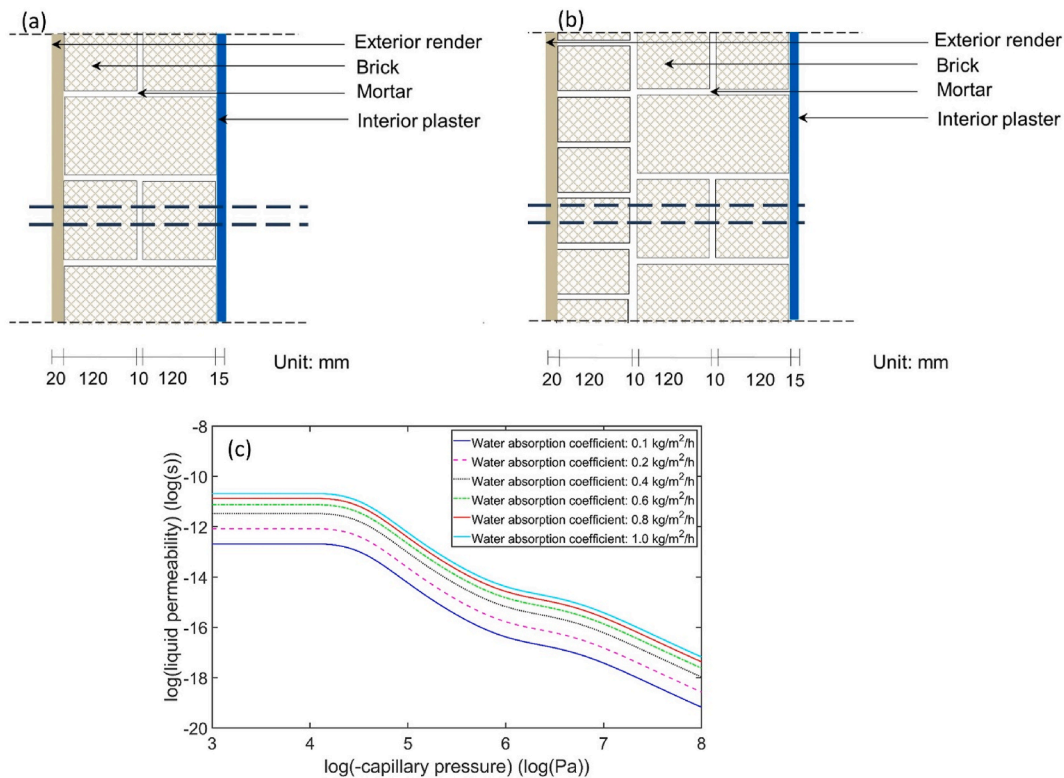 (a)
Exterior render
Brick
Mortar
Interior plaster
20 120 10 120 15
Unit: mm
(b)
Exterior render
Brick
Mortar
Interior plaster
20 120 10 120 10 120 15
Unit: mm
(c)
Water absorption coefficient: 0.1 kg/m²/h
Water absorption coefficient: 0.2 kg/m²/h
Water absorption coefficient: 0.4 kg/m²/h
Water absorption coefficient: 0.6 kg/m²/h
Water absorption coefficient: 0.8 kg/m²/h
Water absorption coefficient: 1.0 kg/m²/h
log(liquid permeability) (log(s))
-8
-10
-12
-14
-16
-18
-20
3 4 5 6 7 8
log(-capillary pressure) (log(Pa))